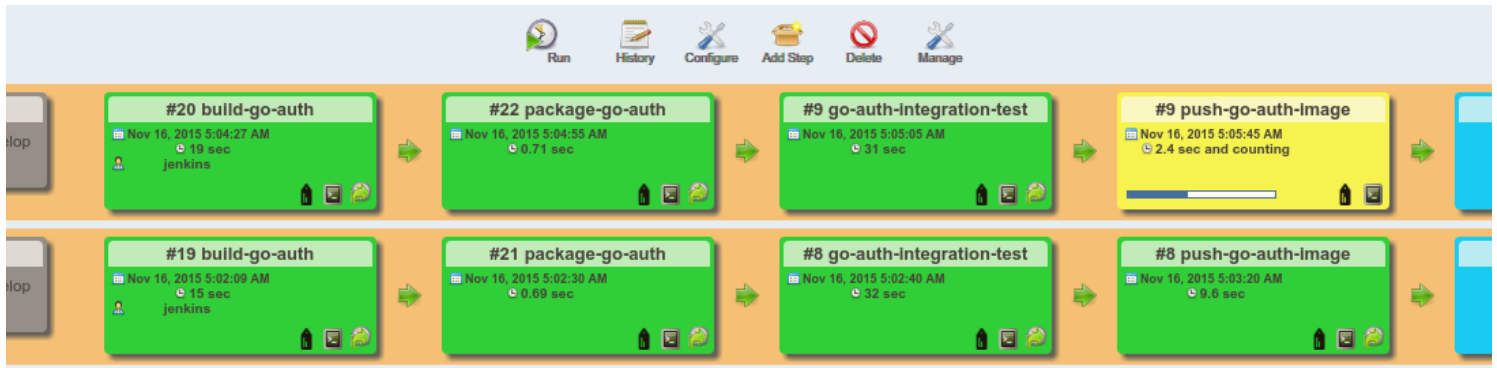 Run History Configure Add Step Delete Manage
#20 build-go-auth
Nov 16, 2015 5:04:27 AM
19 sec
jenkins
#22 package-go-auth
Nov 16, 2015 5:04:55 AM
0.71 sec
#9 go-auth-integration-test
Nov 16, 2015 5:05:05 AM
31 sec
#9 push-go-auth-image
Nov 16, 2015 5:05:45 AM
2.4 sec and counting
elop
#19 build-go-auth
Nov 16, 2015 5:02:09 AM
15 sec
jenkins
#21 package-go-auth
Nov 16, 2015 5:02:30 AM
0.69 sec
#8 go-auth-integration-test
Nov 16, 2015 5:02:40 AM
32 sec
#8 push-go-auth-image
Nov 16, 2015 5:03:20 AM
9.6 sec
elop